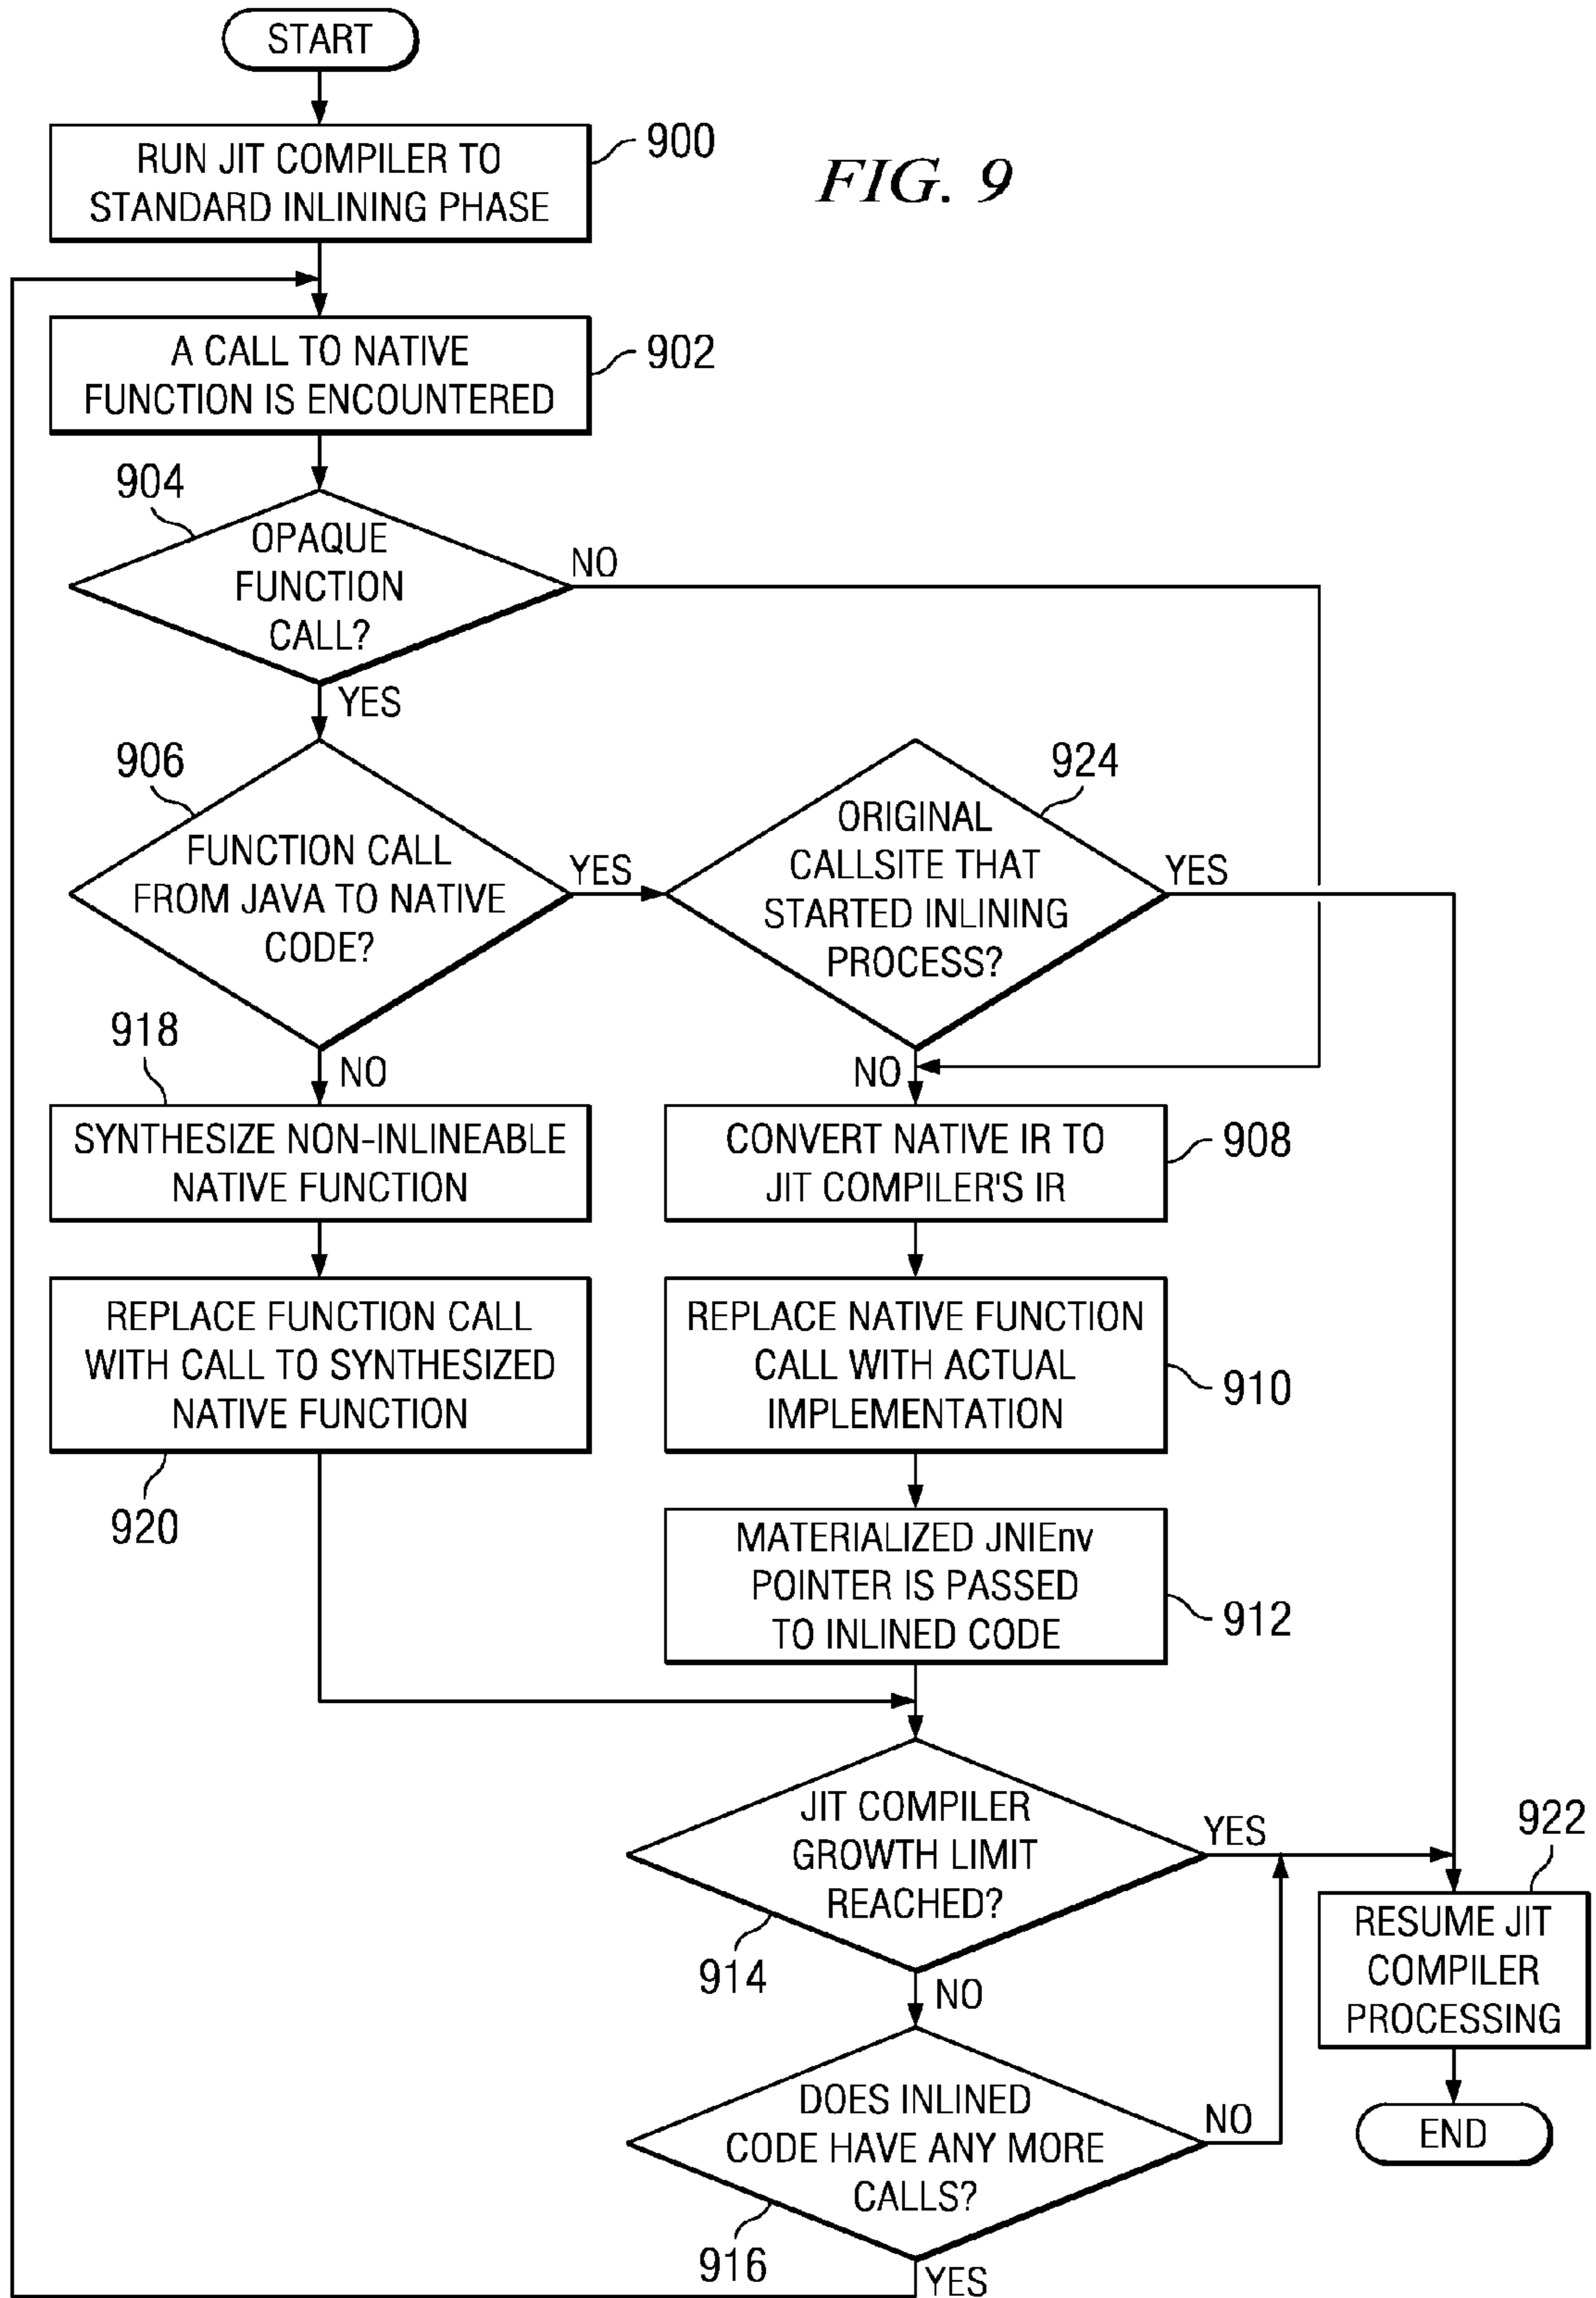 START
RUN JIT COMPILER TO
STANDARD INLINING PHASE
900
FIG. 9
A CALL TO NATIVE
FUNCTION IS ENCOUNTERED
902
904
OPAQUE
FUNCTION
CALL?
NO
YES
906
FUNCTION CALL
FROM JAVA TO NATIVE
CODE?
YES
924
ORIGINAL
CALLSITE THAT
STARTED INLINING
PROCESS?
YES
918
NO
NO
SYNTHESIZE NON-INLINEABLE
NATIVE FUNCTION
CONVERT NATIVE IR TO
JIT COMPILER'S IR
908
REPLACE FUNCTION CALL
WITH CALL TO SYNTHESIZED
NATIVE FUNCTION
920
REPLACE NATIVE FUNCTION
CALL WITH ACTUAL
IMPLEMENTATION
910
MATERIALIZED JNIEnv
POINTER IS PASSED
TO INLINED CODE
912
JIT COMPILER
GROWTH LIMIT
REACHED?
YES
914
NO
922
RESUME JIT
COMPILER
PROCESSING
DOES INLINED
CODE HAVE ANY MORE
CALLS?
NO
916
YES
END